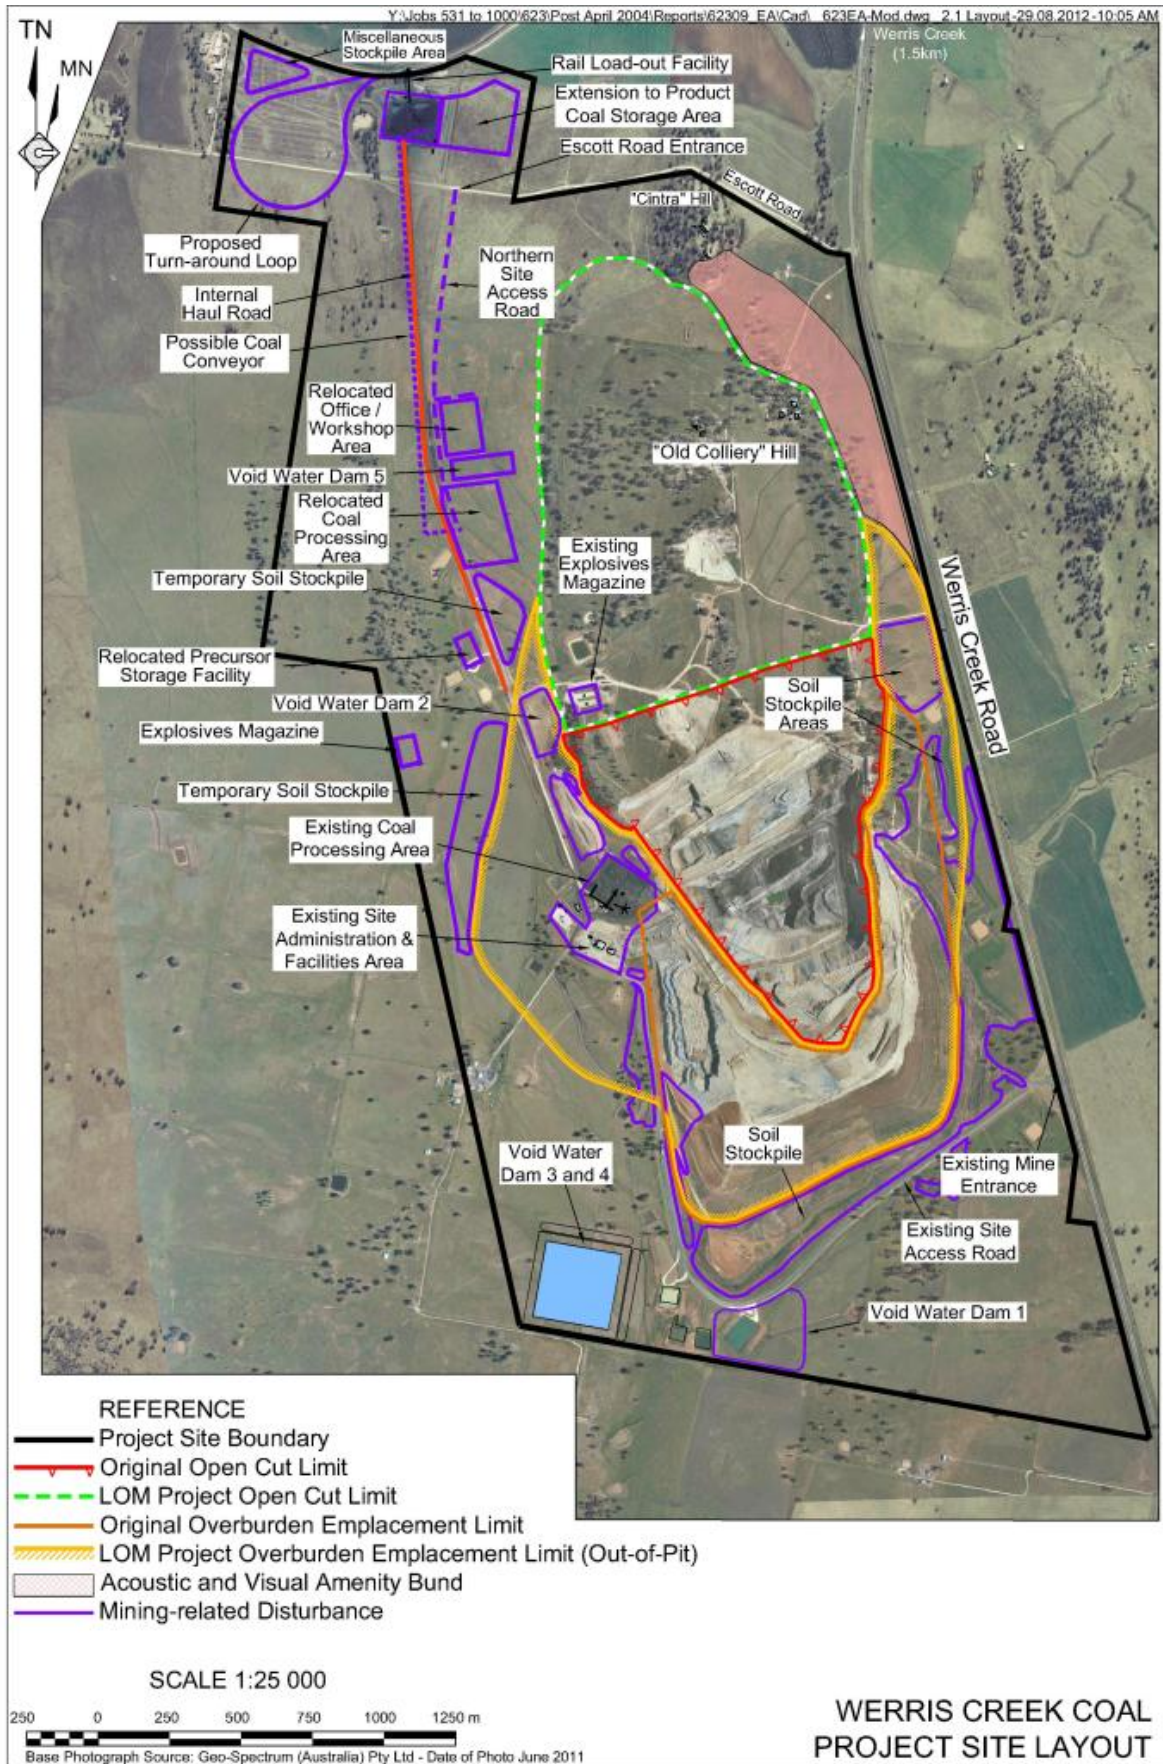 Y:\Jobs 531 to 1000\623\Post April 2004\Reports\62309_EA\Cad\_623EA-Mod.dwg_2.1 Layout-29.08.2012-10:05 AM
TN
MN
Miscellaneous
Stockpile Area
Werris Creek
(1.5km)
Rail Load-out Facility
Extension to Product
Coal Storage Area
Escott Road Entrance
"Cintra" Hill
Escott Road
Proposed
Turn-around Loop
Northern
Site
Access
Road
Internal
Haul Road
Possible Coal
Conveyor
Relocated
Office /
Workshop
Area
"Old Colliery" Hill
Void Water Dam 5
Relocated
Coal
Processing
Area
Existing
Explosives
Magazine
Temporary Soil Stockpile
Werris Creek Road
Relocated Precursor
Storage Facility
Soil
Stockpile
Areas
Void Water Dam 2
Explosives Magazine
Temporary Soil Stockpile
Existing Coal
Processing Area
Existing Site
Administration &
Facilities Area
Void Water
Dam 3 and 4
Soil
Stockpile
Existing Mine
Entrance
Existing Site
Access Road
Void Water Dam 1
REFERENCE
Project Site Boundary
Original Open Cut Limit
LOM Project Open Cut Limit
Original Overburden Emplacement Limit
LOM Project Overburden Emplacement Limit (Out-of-Pit)
Acoustic and Visual Amenity Bund
Mining-related Disturbance
SCALE 1:25 000
250 0 250 500 750 1000 1250 m
Base Photograph Source: Geo-Spectrum (Australia) Pty Ltd - Date of Photo June 2011
WERRIS CREEK COAL
PROJECT SITE LAYOUT